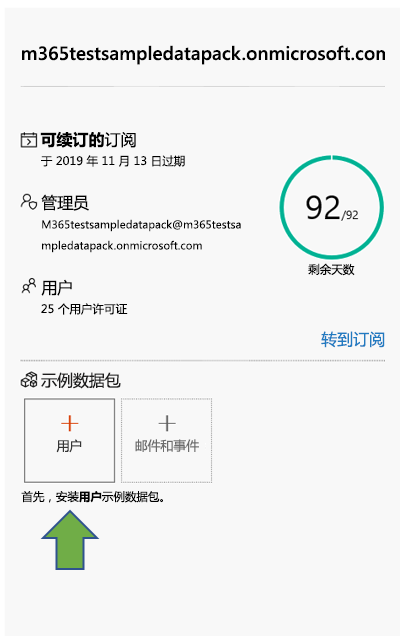 m365testsampledatapack.onmicrosoft.con
可续订的订阅
于 2019 年 11 月 13 日过期
管理员
M365testsampledatapack@m365testsa
mpledatapack.onmicrosoft.com
92/92
剩余天数
用户
25 个用户许可证
转到订阅
示例数据包
用户
邮件和事件
首先，安装用户示例数据包。